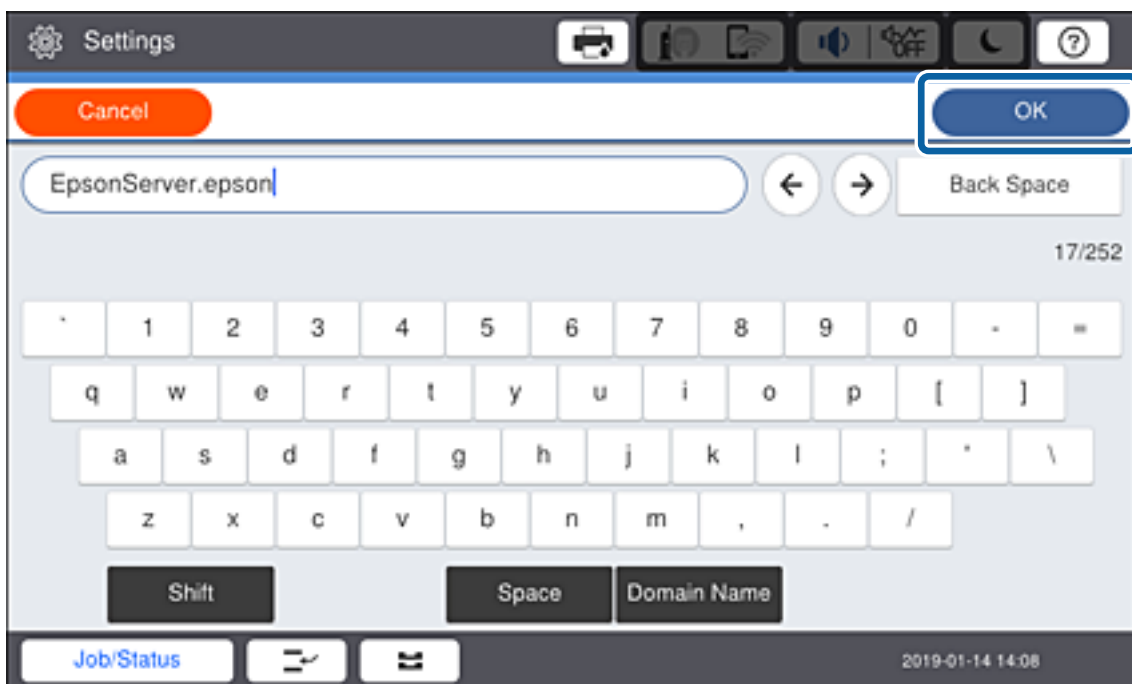 Settings
OFF
Cancel
OK
EpsonServer.epson
Back Space
17/252
` 1 2 3 4 5 6 7 8 9 0 - =
q w e r t y u i o p [ ]
a s d f g h j k l ; ' \
z x c v b n m , . /
Shift
Space
Domain Name
Job/Status
2019-01-14 14:08